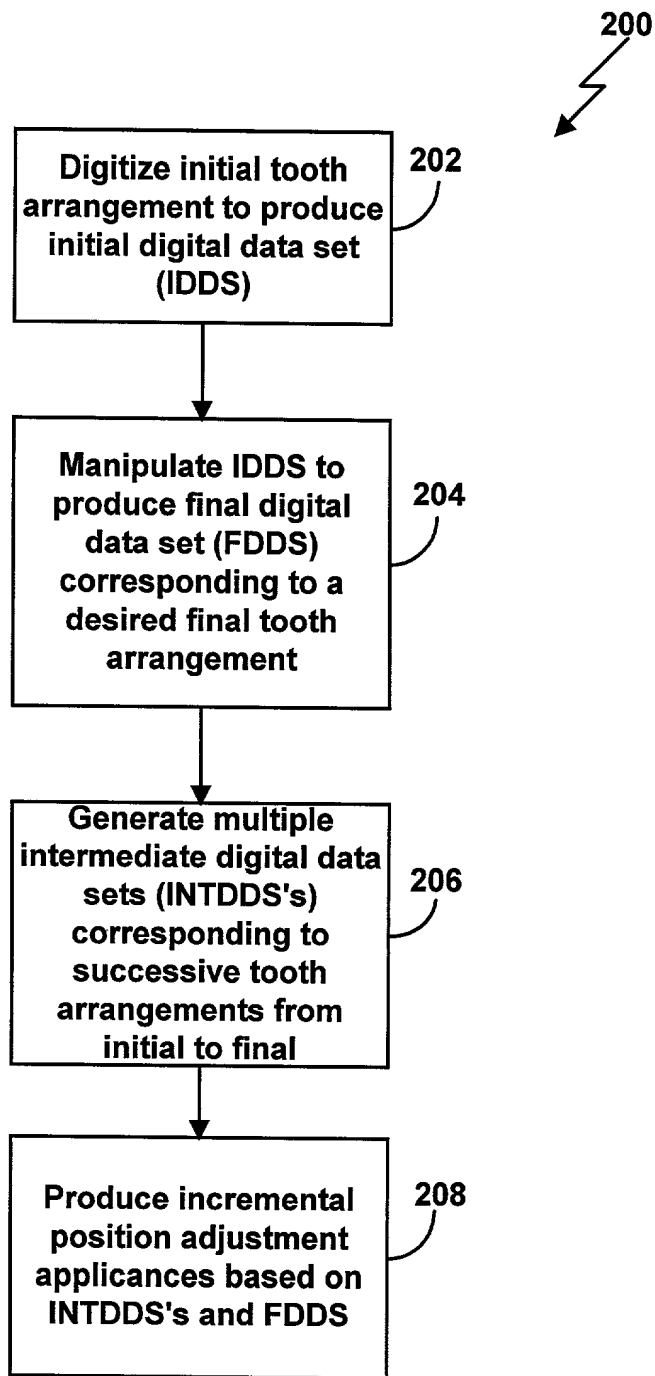 200
Digitize initial tooth
arrangement to produce
initial digital data set
(IDDS)
202
Manipulate IDDS to
produce final digital
data set (FDDS)
corresponding to a
desired final tooth
arrangement
204
Generate multiple
intermediate digital data
sets (INTDDS's)
corresponding to
successive tooth
arrangements from
initial to final
206
Produce incremental
position adjustment
applicances based on
INTDDS's and FDDS
208